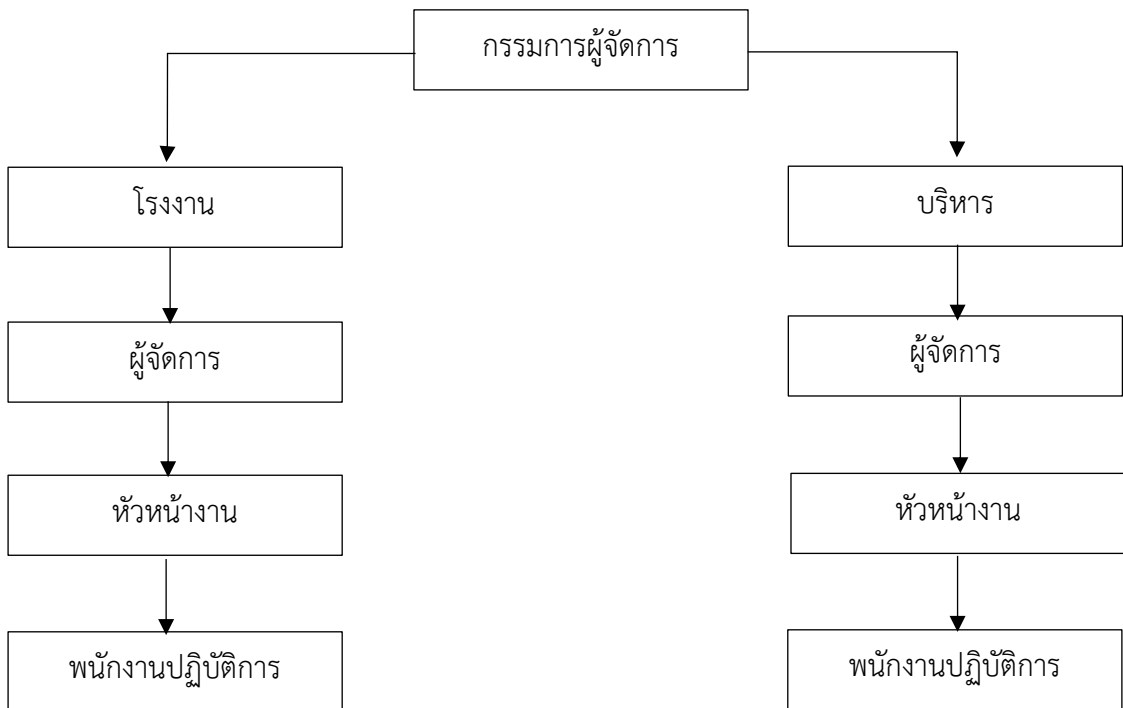 กรรมการผู้จัดการ
โรงงาน
บริหาร
ผู้จัดการ
ผู้จัดการ
หัวหน้างาน
หัวหน้างาน
พนักงานปฏิบัติการ
พนักงานปฏิบัติการ